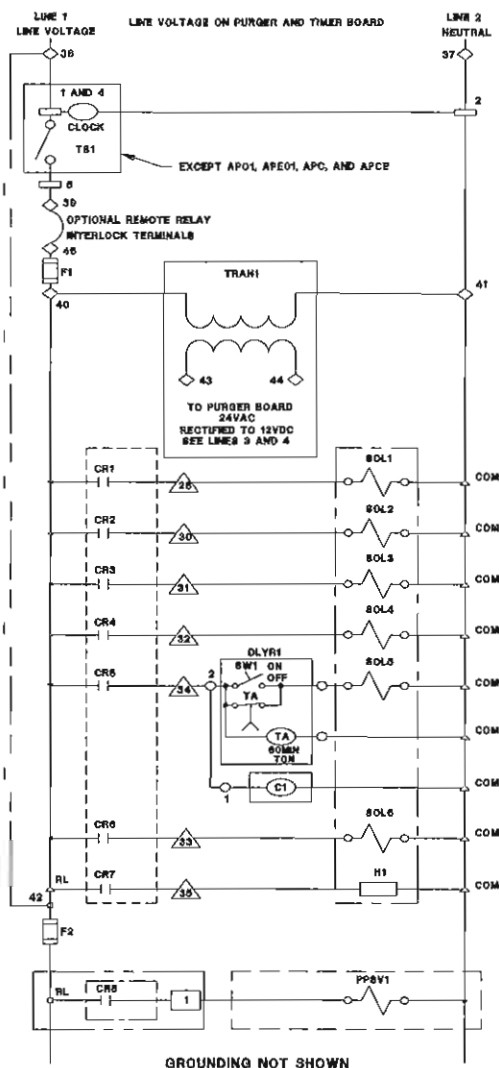 LINE 1
LINE VOLTAGE
LINE VOLTAGE ON PURGER AND TIMER BOARD
LINE 2
NEUTRAL
38
37
1 AND 4
2
CLOCK
TS1
EXCEPT APO1, APEO1, APC, AND APCE
6
39
OPTIONAL REMOTE RELAY
INTERLOCK TERMINALS
45
F1
TRAN1
40
41
43
44
TO PURGER BOARD
24VAC
RECTIFIED TO 12VDC
SEE LINES 3 AND 4
CR1
SOL1
COM
CR2
30
SOL2
COM
CR3
31
SOL3
COM
CR4
32
SOL4
COM
DLYR1
CR5
34
2
SW1
ON
OFF
SOL5
COM
TA
TA
COM
60MIN
TON
1
C1
COM
CR6
33
SOL6
COM
RL
CR7
35
H1
COM
42
F2
RL
CR8
1
PPSV1
GROUNDING NOT SHOWN